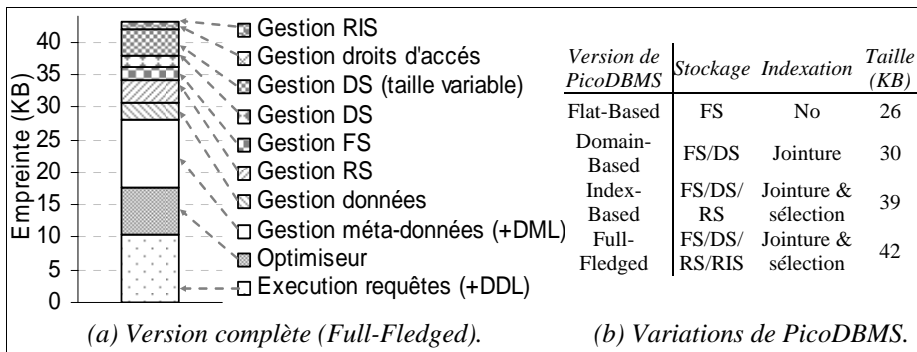 Empreinte (KB)
40
35
30
25
20
15
10
5
0
Gestion RIS
Gestion droits d'accés
Gestion DS (taille variable)
Gestion DS
Gestion FS
Gestion RS
Gestion données
Gestion méta-données (+DML)
Optimiseur
Execution requêtes (+DDL)
(a) Version complète (Full-Fledged).
Version de PicoDBMS Stockage Indexation Taille (KB)
Flat-Based FS No 26
Domain-Based FS/DS Jointure 30
Index-Based FS/DS/RS Jointure & sélection 39
Full-Fledged FS/DS/RS/RIS Jointure & sélection 42
(b) Variations de PicoDBMS.